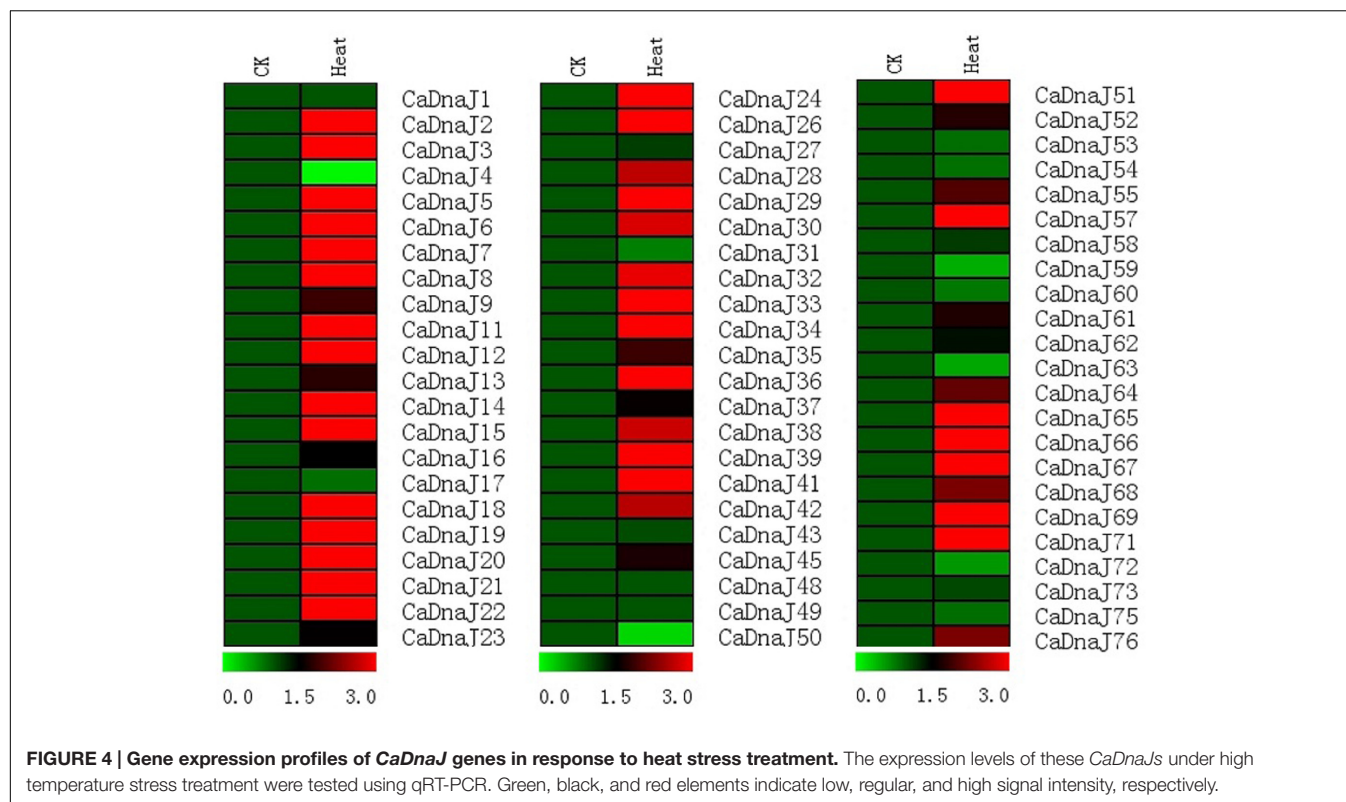 CK Heat
CaDnaJ1
CaDnaJ2
CaDnaJ3
CaDnaJ4
CaDnaJ5
CaDnaJ6
CaDnaJ7
CaDnaJ8
CaDnaJ9
CaDnaJ11
CaDnaJ12
CaDnaJ13
CaDnaJ14
CaDnaJ15
CaDnaJ16
CaDnaJ17
CaDnaJ18
CaDnaJ19
CaDnaJ20
CaDnaJ21
CaDnaJ22
CaDnaJ23
0.0 1.5 3.0
CK Heat
CaDnaJ24
CaDnaJ26
CaDnaJ27
CaDnaJ28
CaDnaJ29
CaDnaJ30
CaDnaJ31
CaDnaJ32
CaDnaJ33
CaDnaJ34
CaDnaJ35
CaDnaJ36
CaDnaJ37
CaDnaJ38
CaDnaJ39
CaDnaJ41
CaDnaJ42
CaDnaJ43
CaDnaJ45
CaDnaJ48
CaDnaJ49
CaDnaJ50
0.0 1.5 3.0
CK Heat
CaDnaJ51
CaDnaJ52
CaDnaJ53
CaDnaJ54
CaDnaJ55
CaDnaJ57
CaDnaJ58
CaDnaJ59
CaDnaJ60
CaDnaJ61
CaDnaJ62
CaDnaJ63
CaDnaJ64
CaDnaJ65
CaDnaJ66
CaDnaJ67
CaDnaJ68
CaDnaJ69
CaDnaJ71
CaDnaJ72
CaDnaJ73
CaDnaJ75
CaDnaJ76
0.0 1.5 3.0
FIGURE 4 | Gene expression profiles of CaDnaJ genes in response to heat stress treatment. The expression levels of these CaDnaJs under high
temperature stress treatment were tested using qRT-PCR. Green, black, and red elements indicate low, regular, and high signal intensity, respectively.